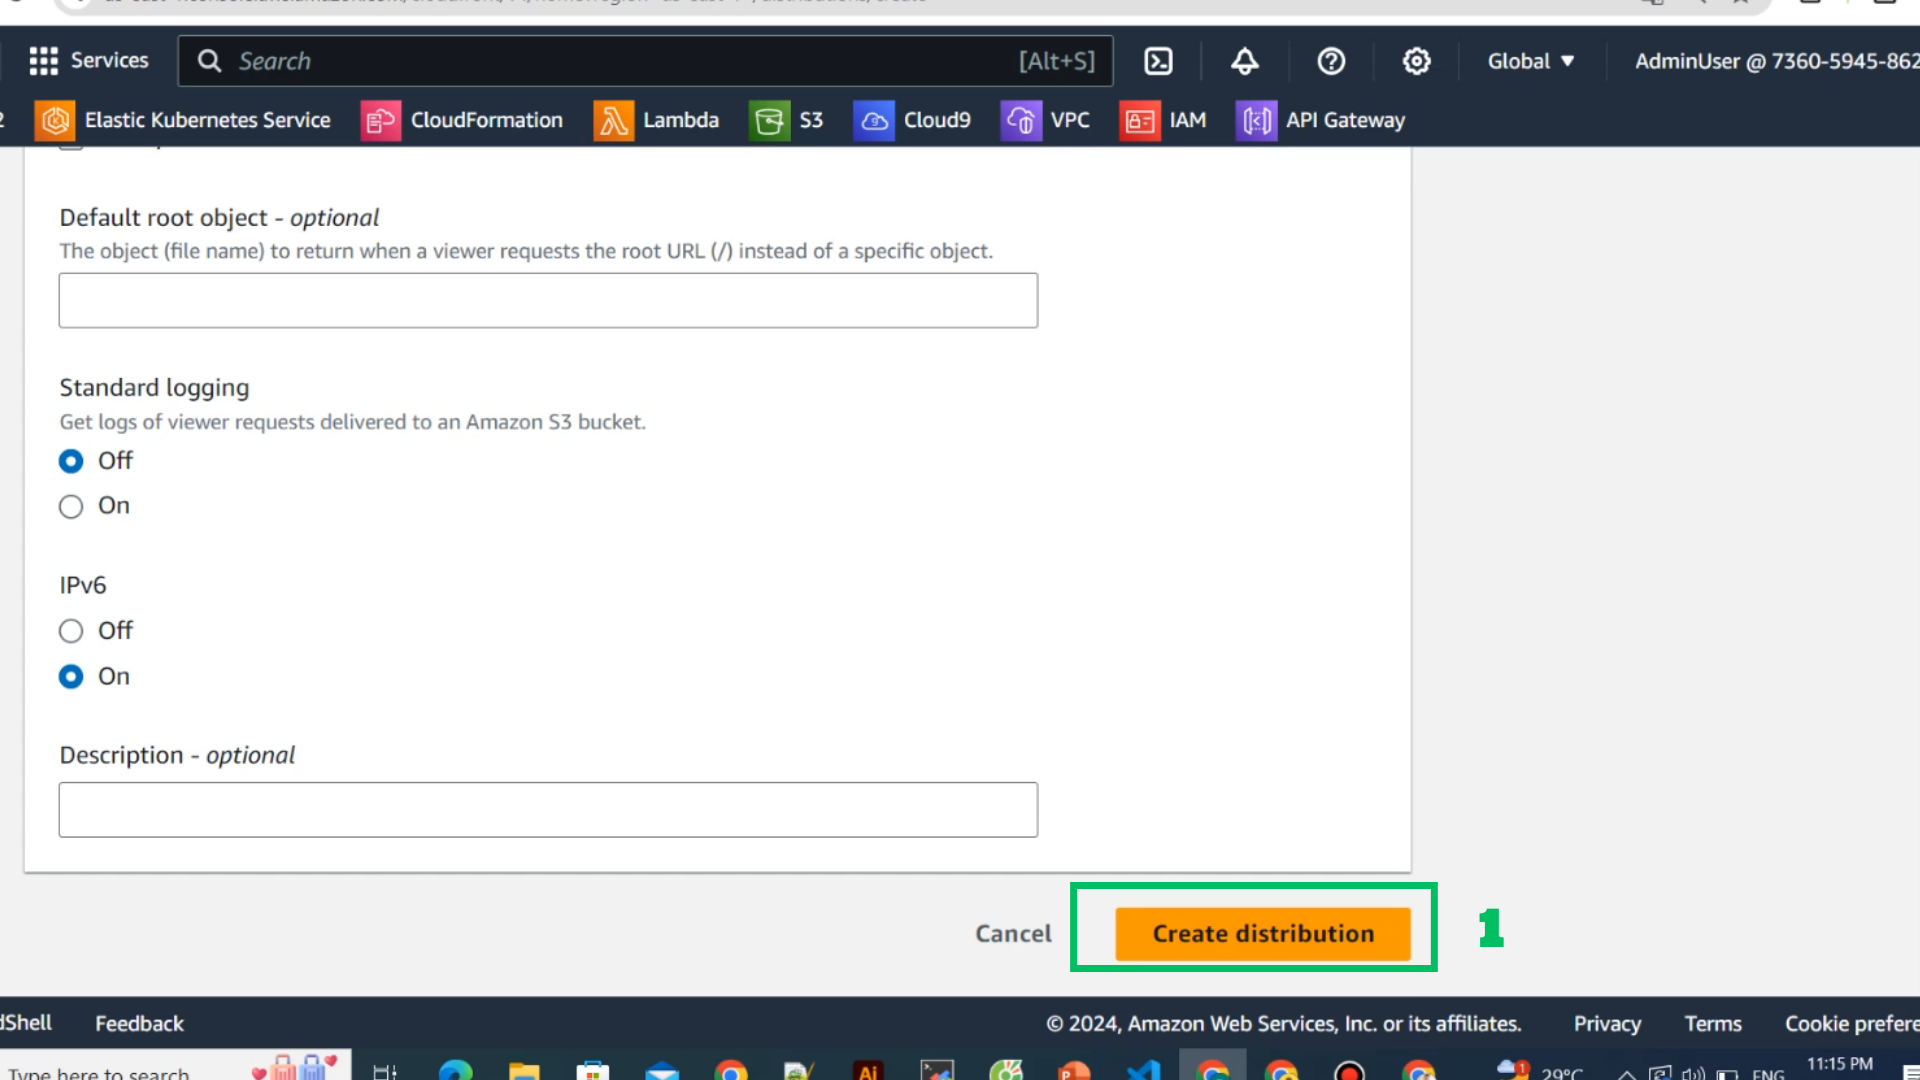 Services
Search
[Alt+S]
Global
AdminUser @ 7360-5945-862
Elastic Kubernetes Service
CloudFormation
Lambda
S3
Cloud9
VPC
IAM
API Gateway
Default root object - optional
The object (file name) to return when a viewer requests the root URL (/) instead of a specific object.
Standard logging
Get logs of viewer requests delivered to an Amazon S3 bucket.
Off
On
IPv6
Off
On
Description - optional
Cancel
Create distribution
1
dShell
Feedback
© 2024, Amazon Web Services, Inc. or its affiliates.
Privacy
Terms
Cookie prefere
Type here to search
Ai
1
29°C
ENG
11:15 PM